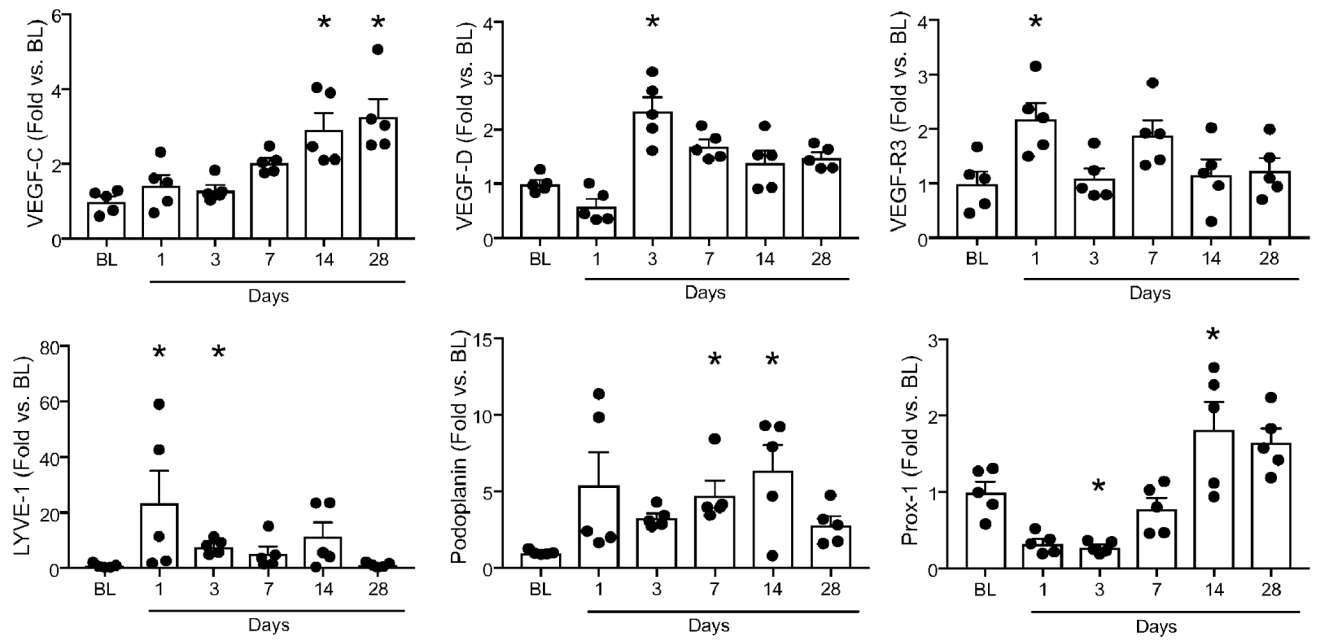 VEGF-C (Fold vs. BL)
6
4
2
0
* *
BL 1 3 7 14 28
Days
VEGF-D (Fold vs. BL)
4
3
2
1
0
*
BL 1 3 7 14 28
Days
VEGF-R3 (Fold vs. BL)
4
3
2
1
0
*
BL 1 3 7 14 28
Days
LYVE-1 (Fold vs. BL)
80
60
40
20
0
* *
BL 1 3 7 14 28
Days
Podoplanin (Fold vs. BL)
15
10
5
0
* *
BL 1 3 7 14 28
Days
Prox-1 (Fold vs. BL)
3
2
1
0
*
*
BL 1 3 7 14 28
Days